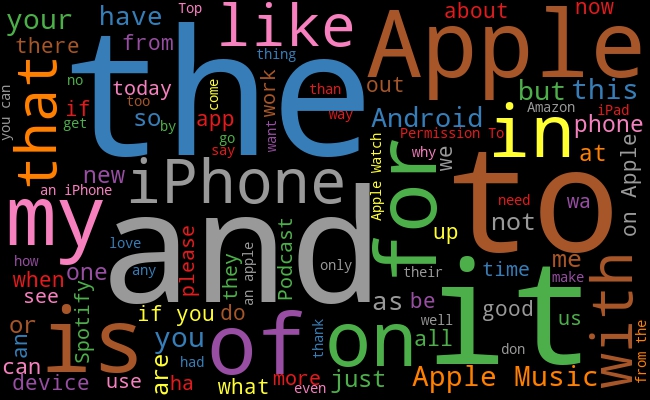 your
have
Top
like
about
now
there
from
the
Apple
thing
you can
that
no
today
too
if
get
so
by
come
app
go
say
work
want
than
way
out
but
this
Amazon
iPad
Android
Permission To
in
phone
at
on Apple
new
an iPhone
iPhone
Apple Watch
for
why
we
to
need
not
wa
my
and
love
any
how
one
when
see
please
they
an apple
Podcast
only
their
up
time
me
make
with
it
as
be
good
well
all
us
don
from the
or
an
is
Spotify
if you
do
you
had
of
thank
on
can
device
use
are
ha
what
more
even
just
Apple Music